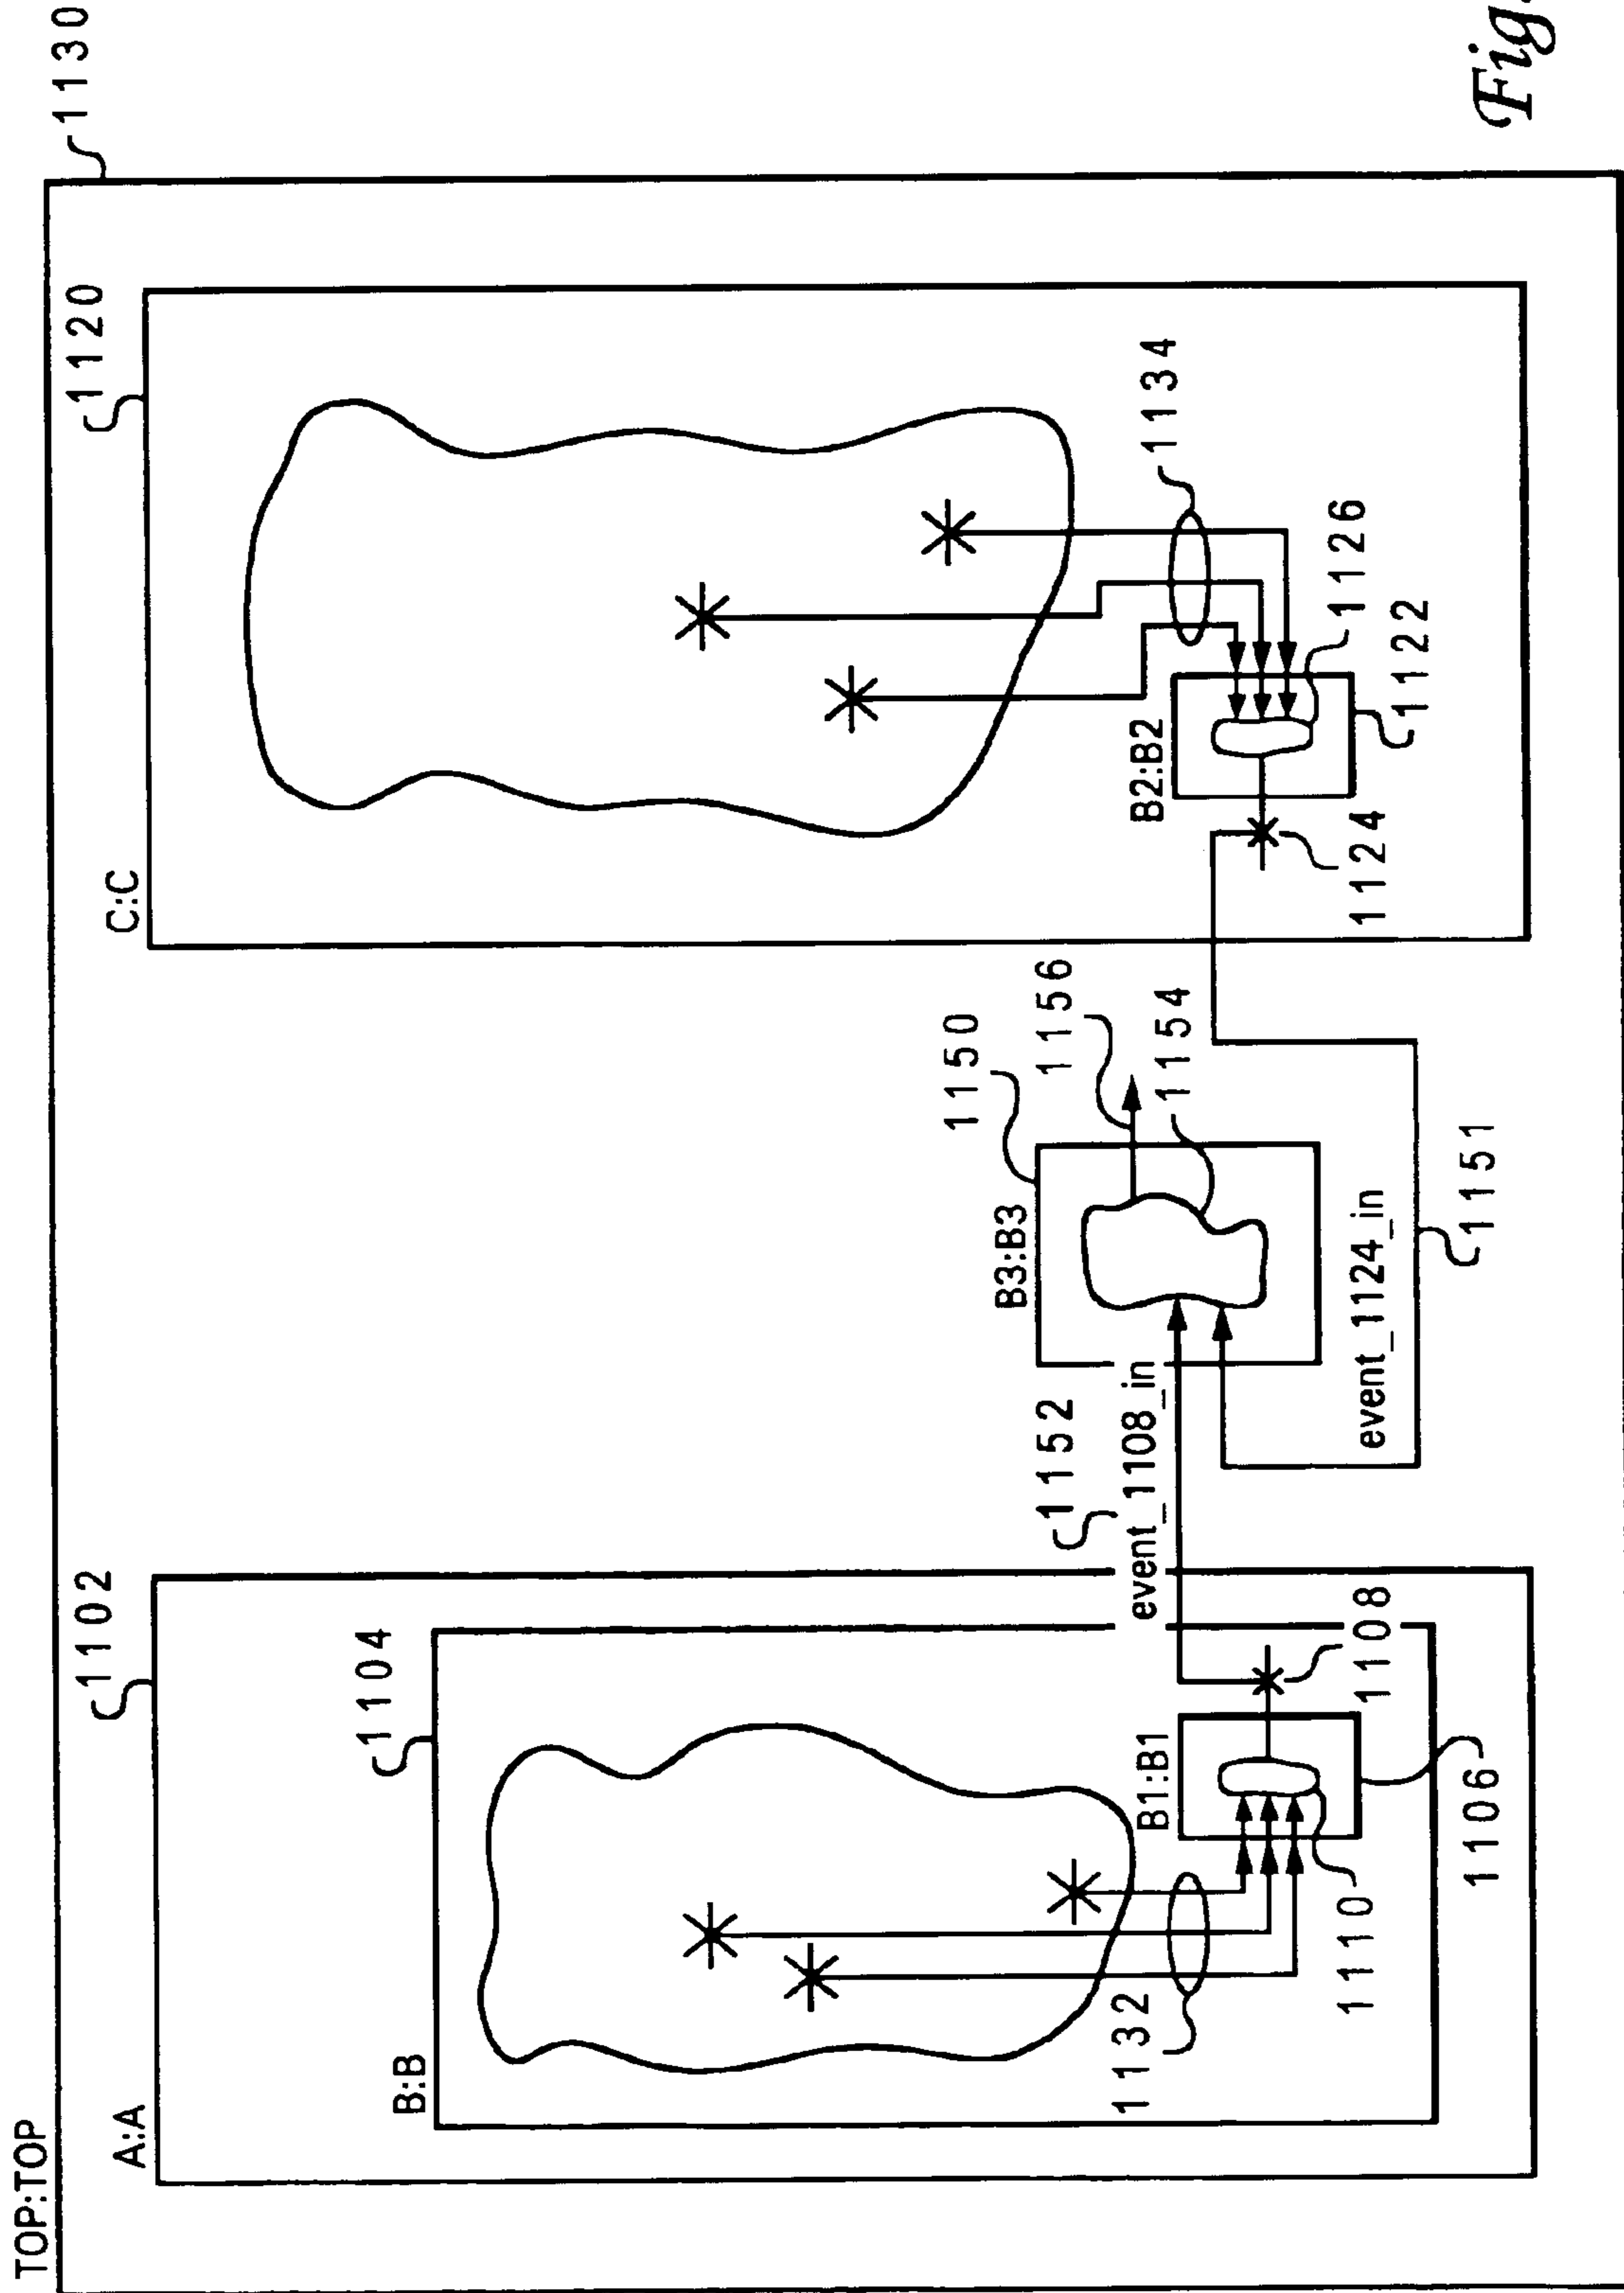 TOP:TOP
1130
A:A
1102
C:C
1120
B:B
1104
1150
B3:B3
1156
1154
1152
event_1108_in
1132
B1:B1
B2:B2
1134
1110
1108
event_1124_in
1124
1126
1122
1106
1151
Fig.